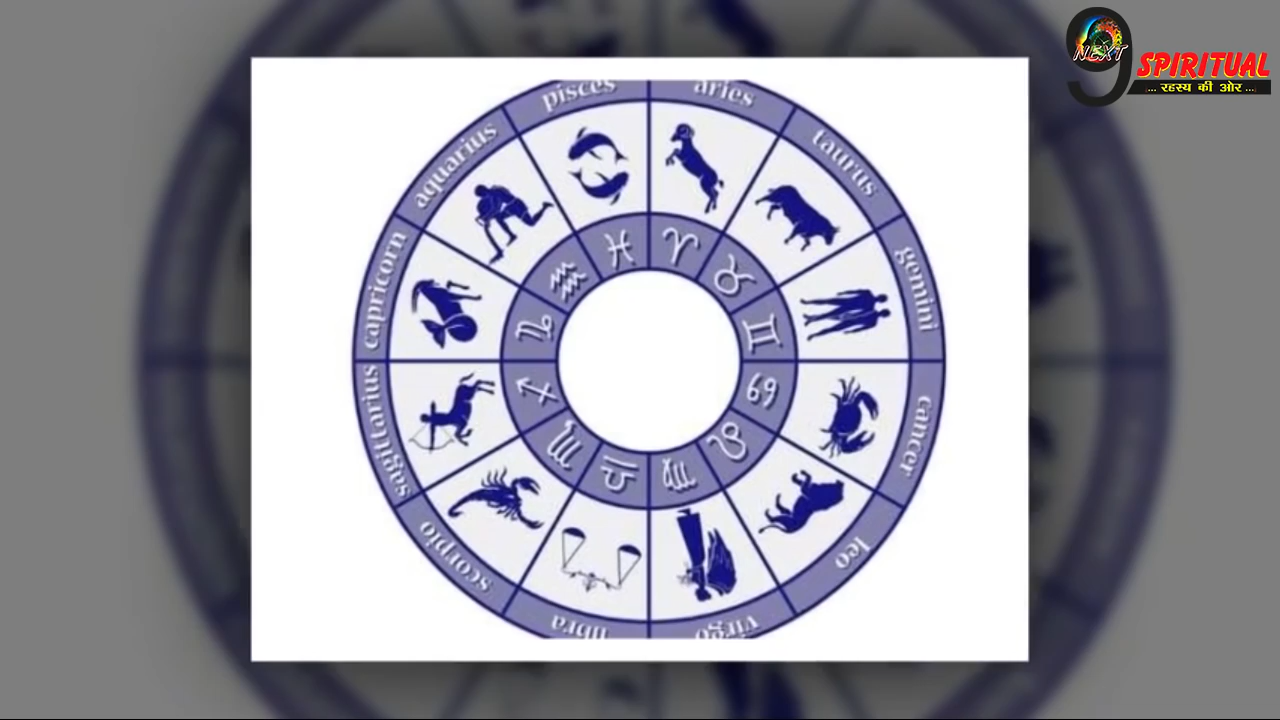 9
NEXT
SPIRITUAL
... रहस्य की ओर ...
pisces
aries
taurus
gemini
cancer
leo
virgo
libra
scorpio
sagittarius
capricorn
aquarius